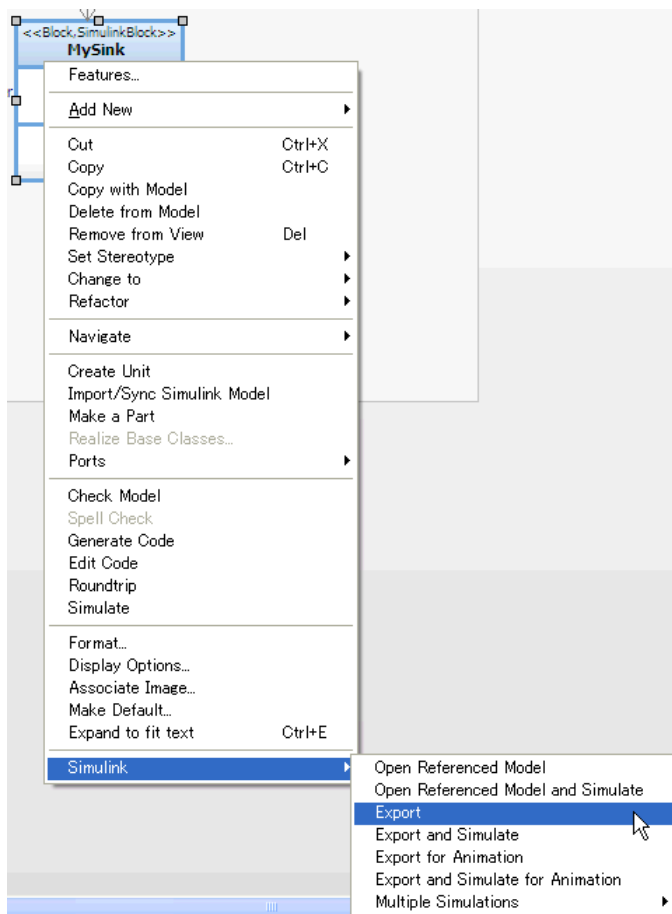 <<Block,SimulinkBlock>>
MySink
Features...
Add New
Cut Ctrl+X
Copy Ctrl+C
Copy with Model
Delete from Model
Remove from View Del
Set Stereotype
Change to
Refactor
Navigate
Create Unit
Import/Sync Simulink Model
Make a Part
Realize Base Classes...
Ports
Check Model
Spell Check
Generate Code
Edit Code
Roundtrip
Simulate
Format...
Display Options...
Associate Image...
Make Default...
Expand to fit text Ctrl+E
Simulink
Open Referenced Model
Open Referenced Model and Simulate
Export
Export and Simulate
Export for Animation
Export and Simulate for Animation
Multiple Simulations